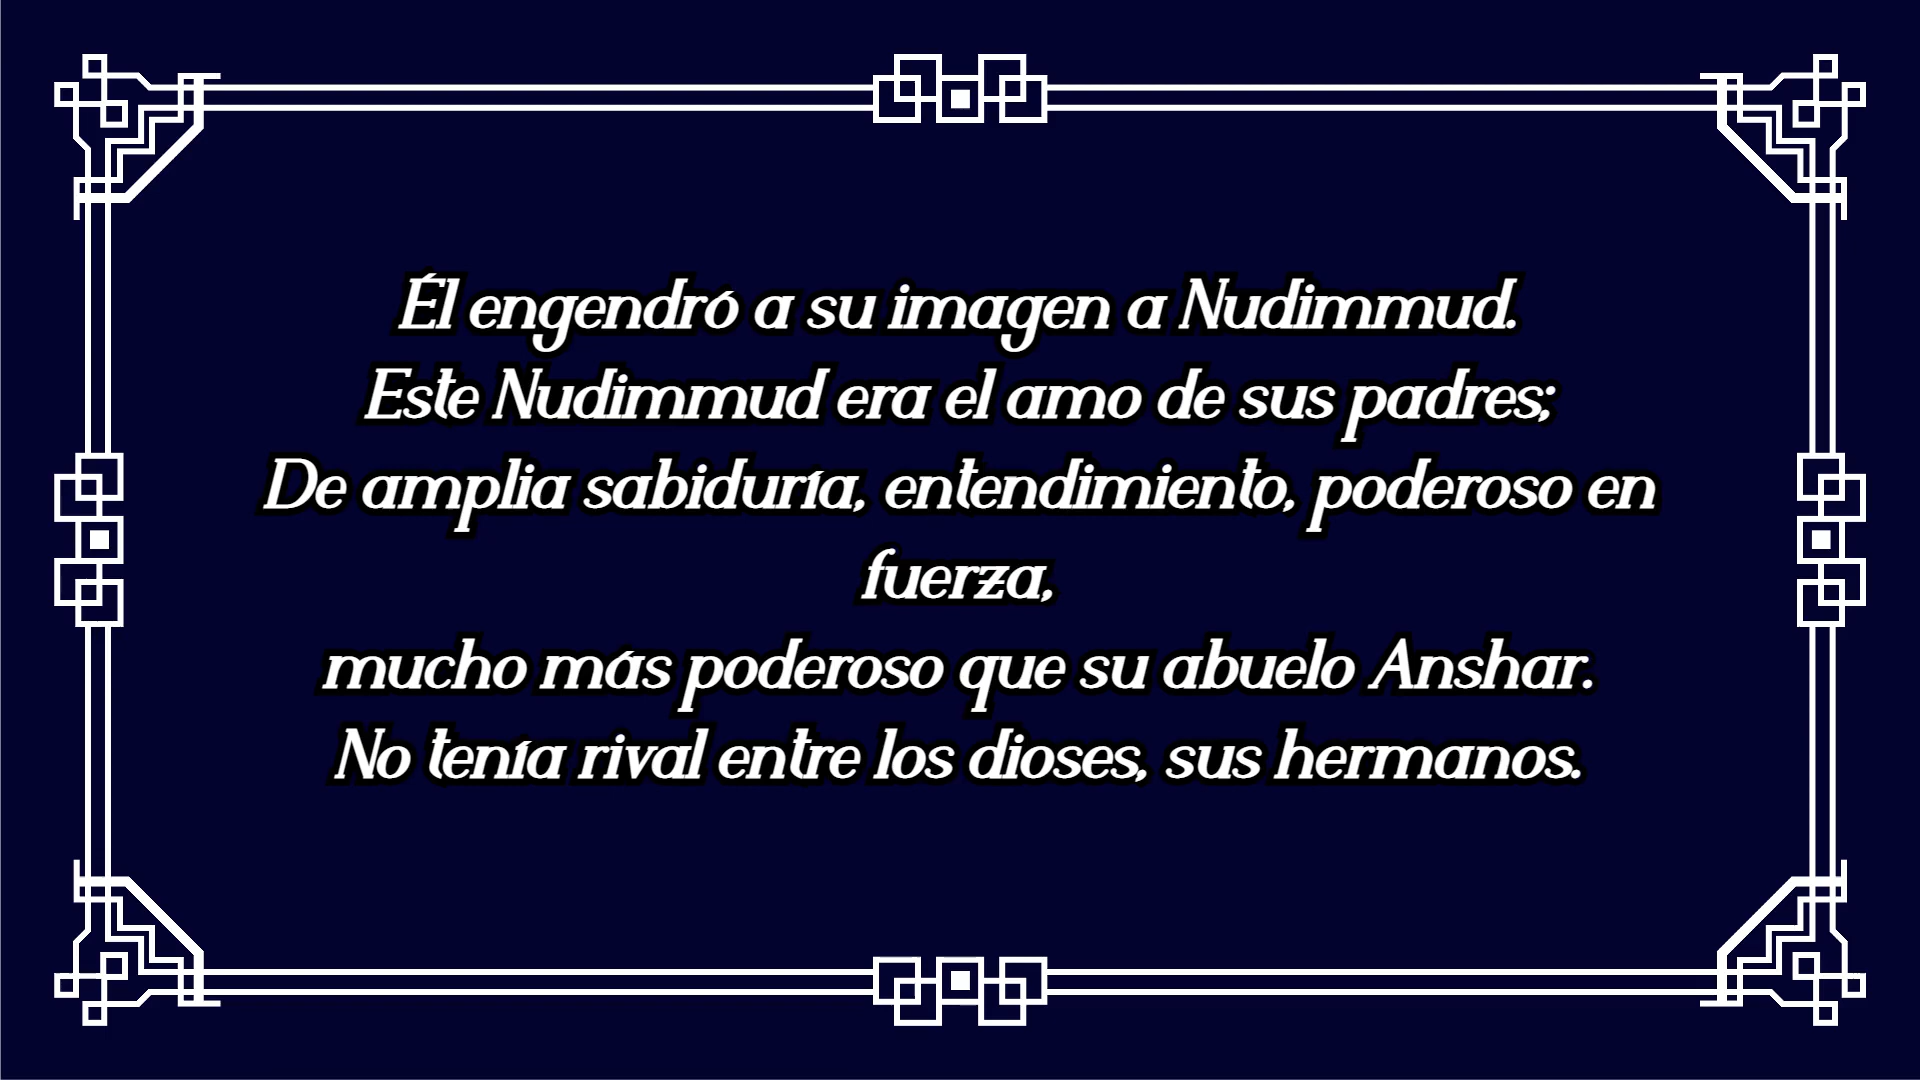 Él engendró a su imagen a Nudimmud.
Este Nudimmud era el amo de sus padres;
De amplia sabiduría, entendimiento, poderoso en
fuerza,
mucho más poderoso que su abuelo Anshar.
No tenía rival entre los dioses, sus hermanos.